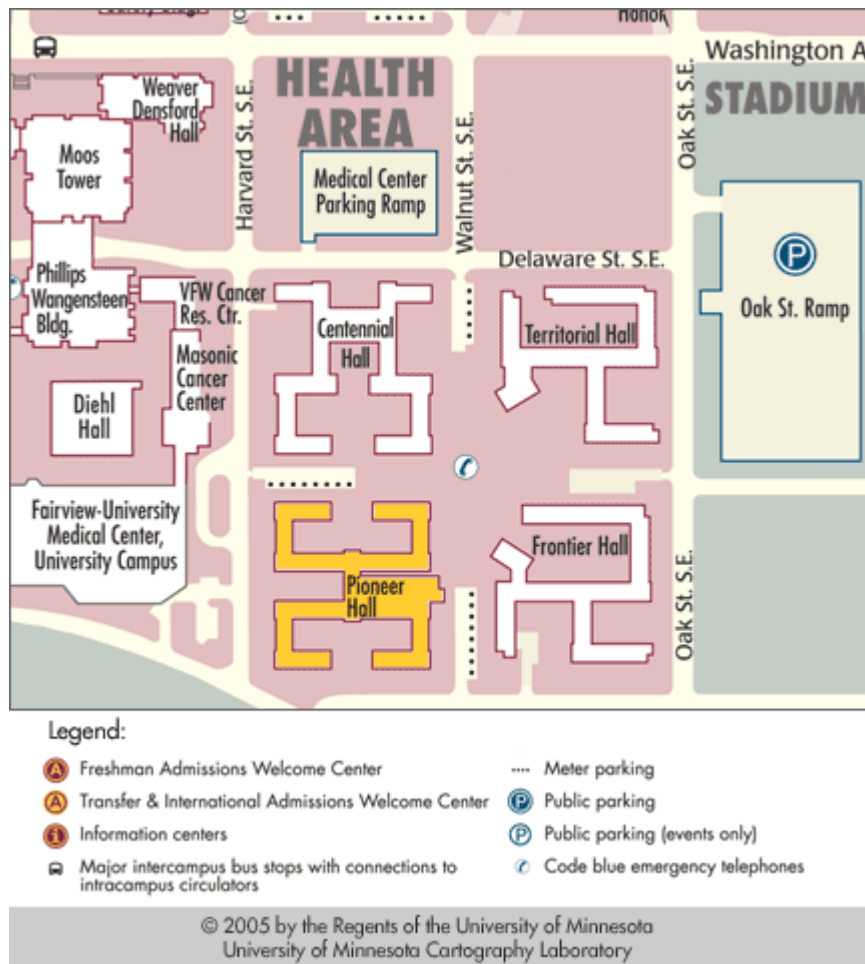 Honor
Washington A
HEALTH
AREA
STADIUM
Weaver
Densford
Hall
Moos
Tower
Harvard St. S.E.
Medical Center
Parking Ramp
Walnut St. S.E.
Oak St. S.E.
Delaware St. S.E.
P
Oak St. Ramp
Phillips
Wangensteen
Bldg.
VFW Cancer
Res. Ctr.
Masonic
Cancer
Center
Centennial
Hall
Territorial Hall
Diehl
Hall
Fairview-University
Medical Center,
University Campus
Pioneer
Hall
Frontier Hall
Oak St. S.E.
Legend:
A Freshman Admissions Welcome Center
A Transfer & International Admissions Welcome Center
i Information centers
Major intercampus bus stops with connections to
intracampus circulators
Meter parking
P Public parking
P Public parking (events only)
Code blue emergency telephones
© 2005 by the Regents of the University of Minnesota
University of Minnesota Cartography Laboratory